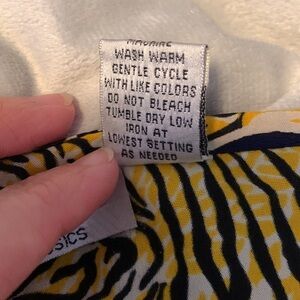 MACHINE
WASH WARM
GENTLE CYCLE
WITH LIKE COLORS
DO NOT BLEACH
TUMBLE DRY LOW
IRON AT
LOWEST SETTING
AS NEEDED